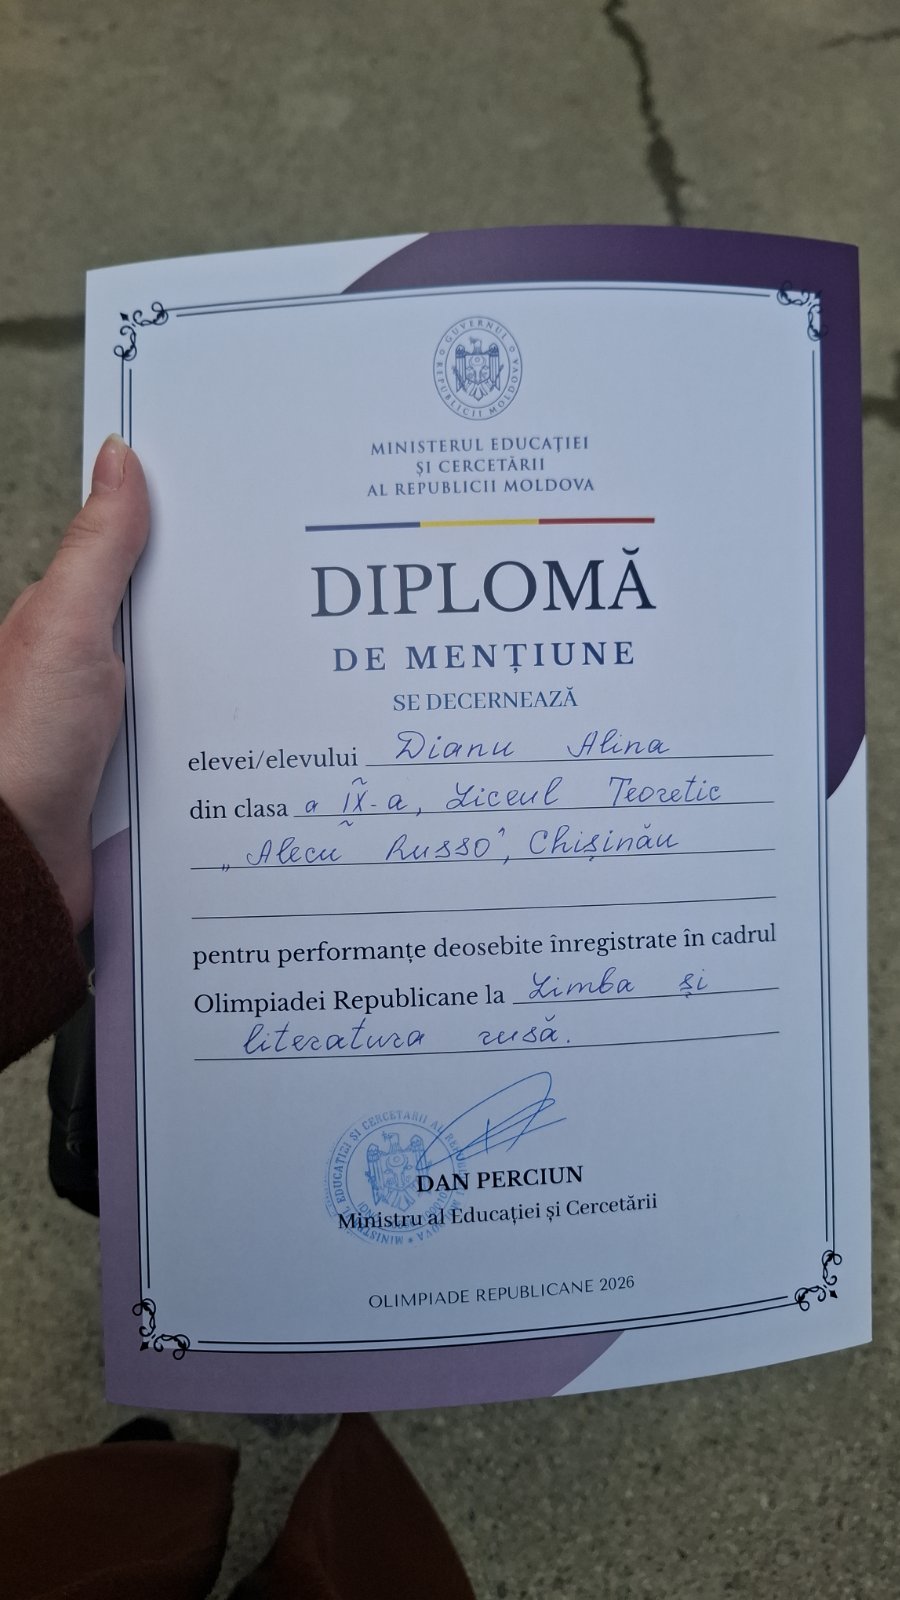 GUVERNUL
REPUBLICII MOLDOVA
MINISTERUL EDUCAȚIEI
ȘI CERCETĂRII
AL REPUBLICII MOLDOVA
DIPLOMĂ
DE MENȚIUNE
SE DECERNEAZĂ
elevei/elevului Dianu Alina
din clasa a IX-a, Liceul Teoretic
„Alecu Russo”, Chișinău
pentru performanțe deosebite înregistrate în cadrul
Olimpiadei Republicane la Limba și
literatura rusă.
DAN PERCIUN
Ministru al Educației și Cercetării
OLIMPIADE REPUBLICANE 2026